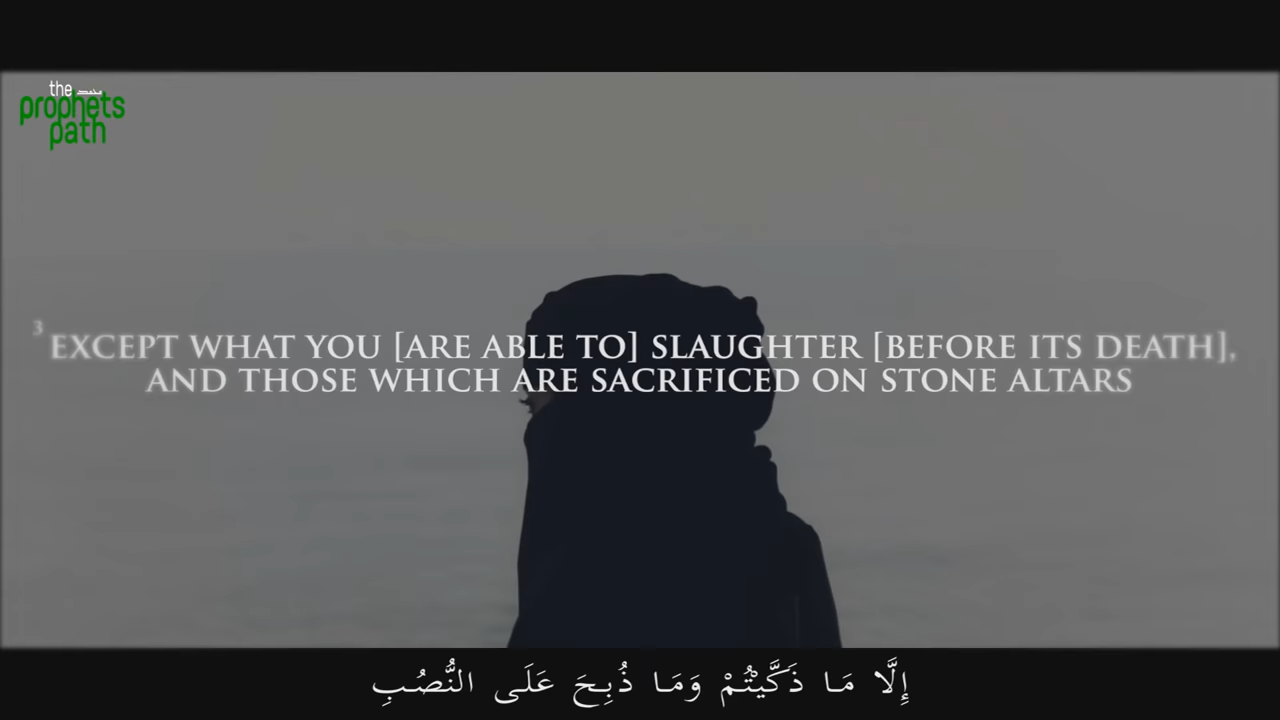 the محمد
prophets
path
3 EXCEPT WHAT YOU [ARE ABLE TO] SLAUGHTER [BEFORE ITS DEATH],
AND THOSE WHICH ARE SACRIFICED ON STONE ALTARS
إِلَّا مَا ذَكَّيْتُمْ وَمَا ذُبِحَ عَلَى النُّصُبِ